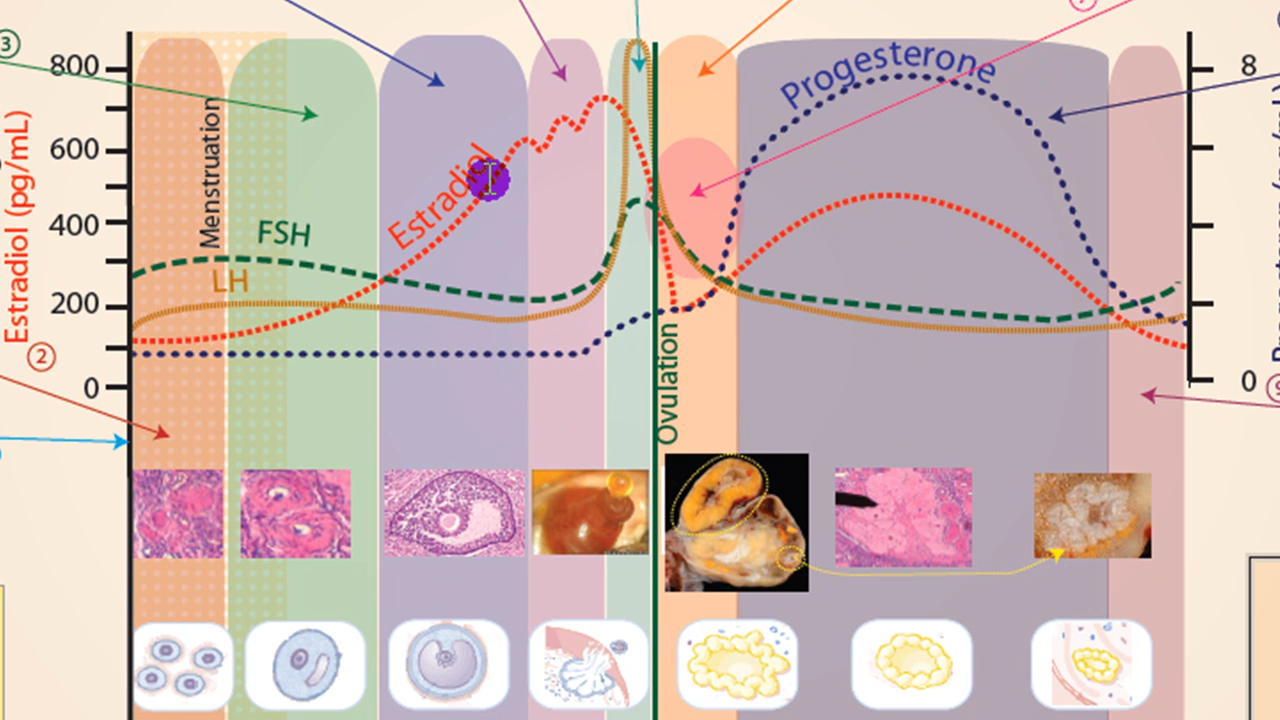 3
800
600
400
200
0
Estradiol (pg/mL)
2
Menstruation
FSH
LH
Estradiol
Ovulation
Progesterone
8
0